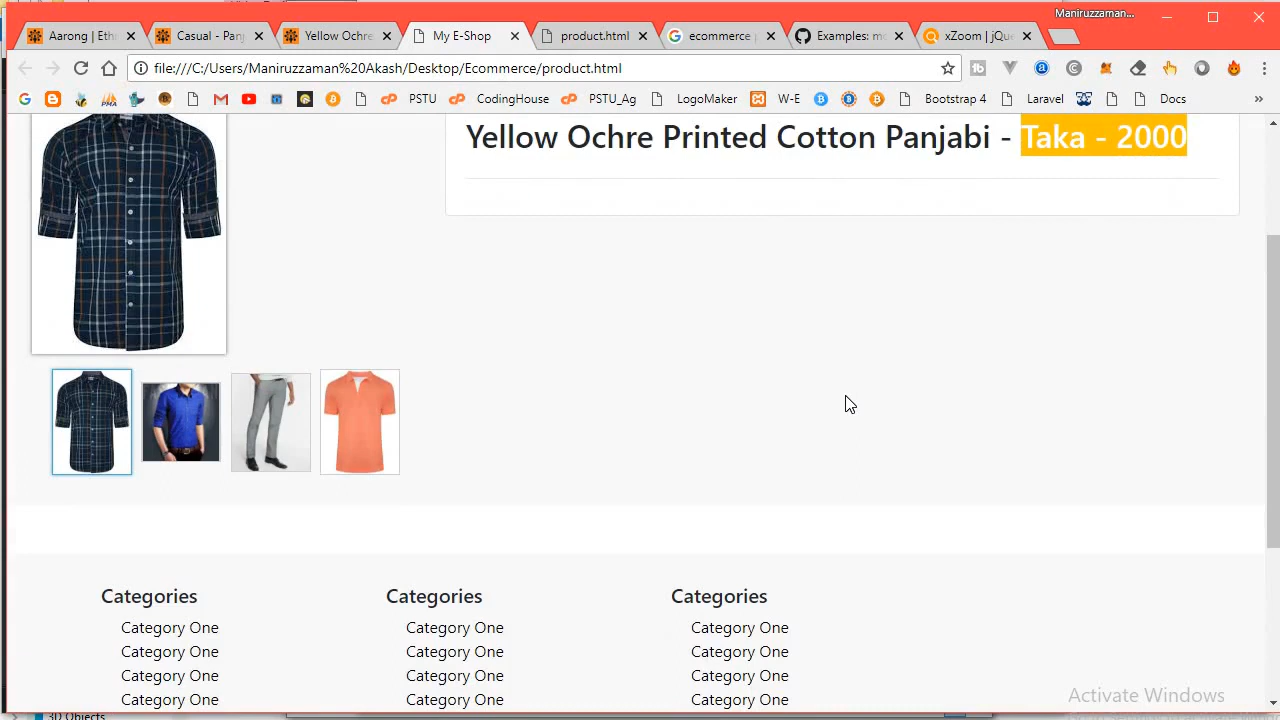 Maniruzzaman...
Aarong | Eth
Casual - Panj
Yellow Ochre
My E-Shop
product.html
ecommerce
Examples: mo
xZoom | jQue
file:///C:/Users/Maniruzzaman%20Akash/Desktop/Ecommerce/product.html
PSTU
CodingHouse
PSTU_Ag
LogoMaker
W-E
Bootstrap 4
Laravel
Docs
»
Yellow Ochre Printed Cotton Panjabi - Taka - 2000
Categories
Category One
Category One
Category One
Category One
Categories
Category One
Category One
Category One
Category One
Categories
Category One
Category One
Category One
Category One
Activate Windows
3D Objects